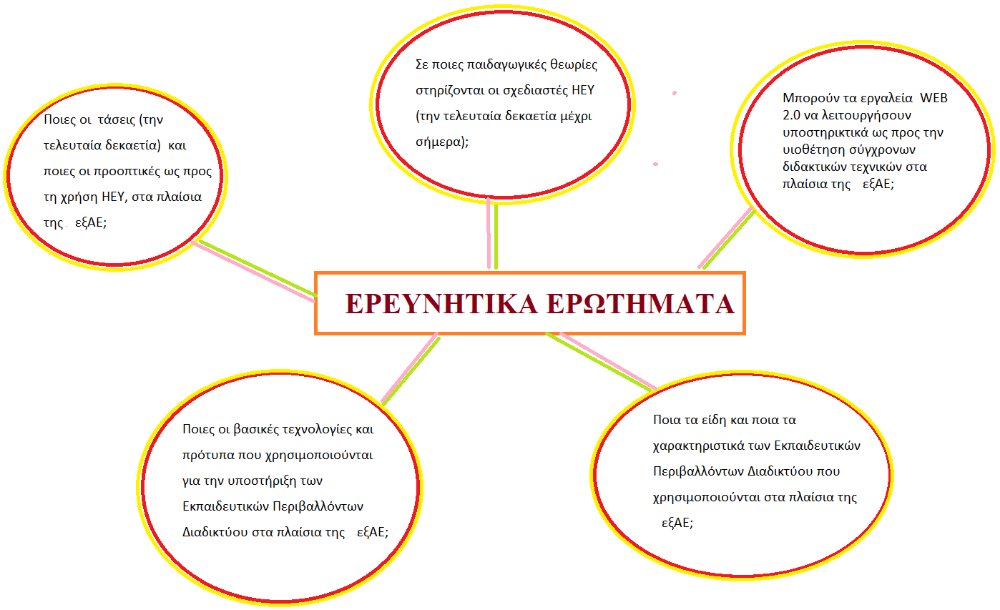 Σε ποιες παιδαγωγικές θεωρίες
στηρίζονται οι σχεδιαστές ΗΕΥ
(την τελευταία δεκαετία μέχρι
σήμερα);
Μπορούν τα εργαλεία WEB
2.0 να λειτουργήσουν
υποστηρικτικά ως προς την
υιοθέτηση σύγχρονων
διδακτικών τεχνικών στα
πλαίσια της εξΑΕ;
Ποιες οι τάσεις (την
τελευταία δεκαετία) και
ποιες οι προοπτικές ως προς
τη χρήση ΗΕΥ, στα πλαίσια
της εξΑΕ;
ΕΡΕΥΝΗΤΙΚΑ ΕΡΩΤΗΜΑΤΑ
Ποιες οι βασικές τεχνολογίες και
πρότυπα που χρησιμοποιούνται
για την υποστήριξη των
Εκπαιδευτικών Περιβαλλόντων
Διαδικτύου στα πλαίσια της εξΑΕ;
Ποια τα είδη και ποια τα
χαρακτηριστικά των Εκπαιδευτικών
Περιβαλλόντων Διαδικτύου που
χρησιμοποιούνται στα πλαίσια της
εξΑΕ;